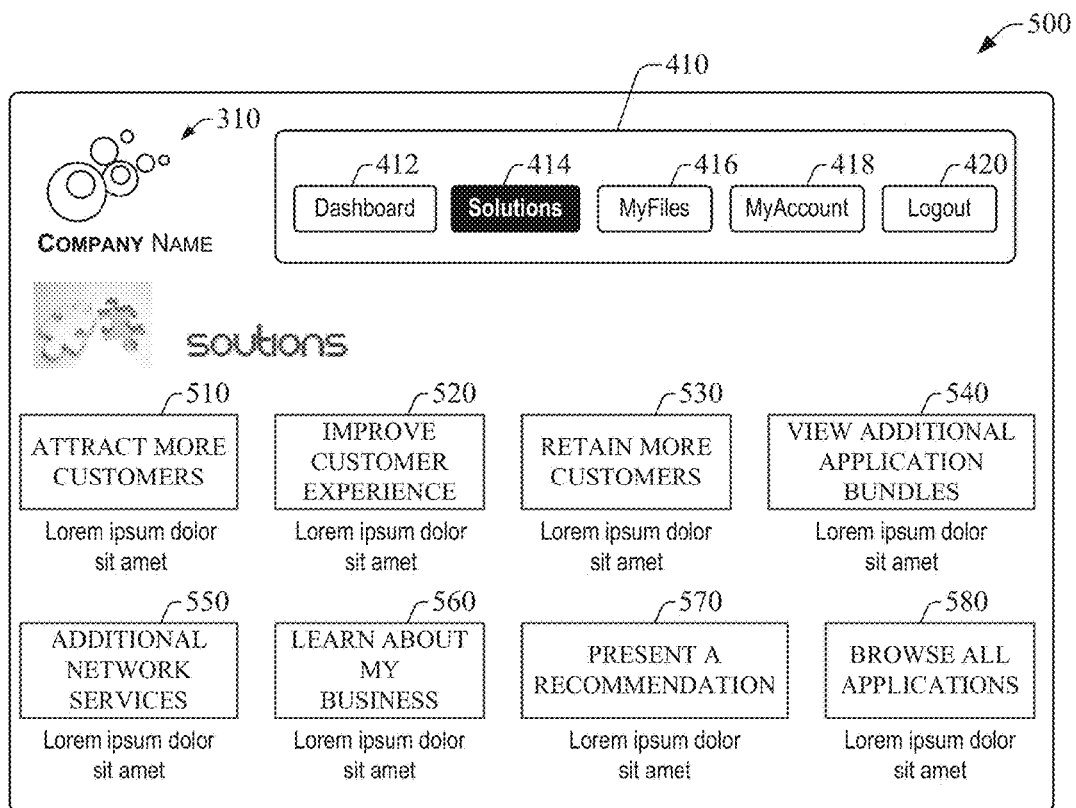 500
410
310
412 414 416 418 420
Dashboard Solutions MyFiles MyAccount Logout
COMPANY NAME
soutions
510 520 530 540
ATTRACT MORE
CUSTOMERS
IMPROVE
CUSTOMER
EXPERIENCE
RETAIN MORE
CUSTOMERS
VIEW ADDITIONAL
APPLICATION
BUNDLES
Lorem ipsum dolor
sit amet
Lorem ipsum dolor
sit amet
Lorem ipsum dolor
sit amet
Lorem ipsum dolor
sit amet
550 560 570 580
ADDITIONAL
NETWORK
SERVICES
LEARN ABOUT
MY
BUSINESS
PRESENT A
RECOMMENDATION
BROWSE ALL
APPLICATIONS
Lorem ipsum dolor
sit amet
Lorem ipsum dolor
sit amet
Lorem ipsum dolor
sit amet
Lorem ipsum dolor
sit amet